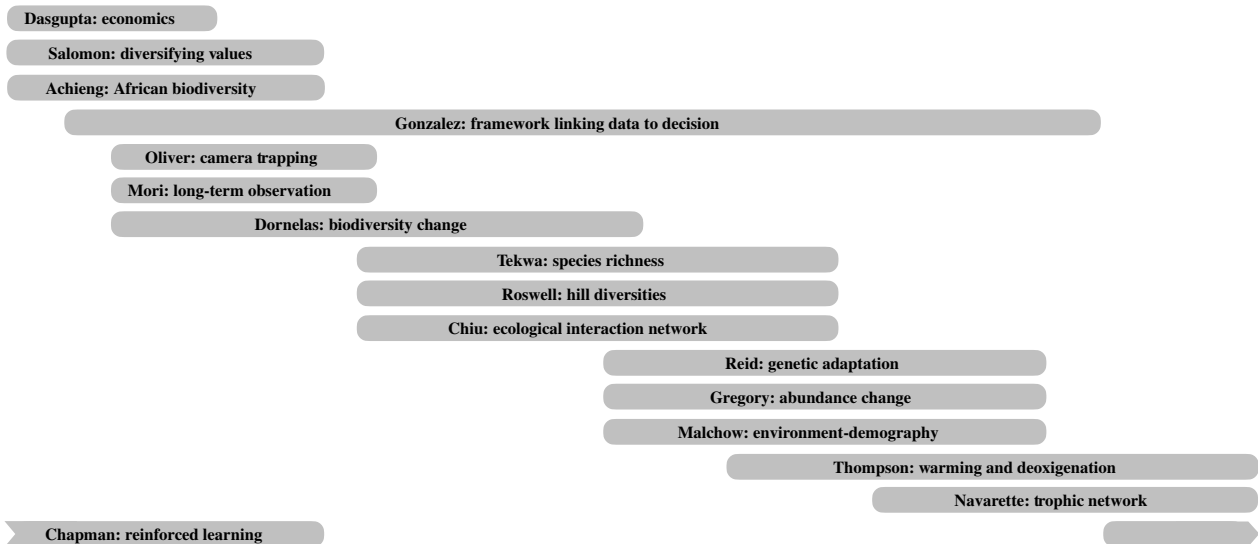 Dasgupta: economics
Salomon: diversifying values
Achieng: African biodiversity
Gonzalez: framework linking data to decision
Oliver: camera trapping
Mori: long-term observation
Dornelas: biodiversity change
Tekwa: species richness
Roswell: hill diversities
Chiu: ecological interaction network
Reid: genetic adaptation
Gregory: abundance change
Malchow: environment-demography
Thompson: warming and deoxigenation
Navarette: trophic network
Chapman: reinforced learning